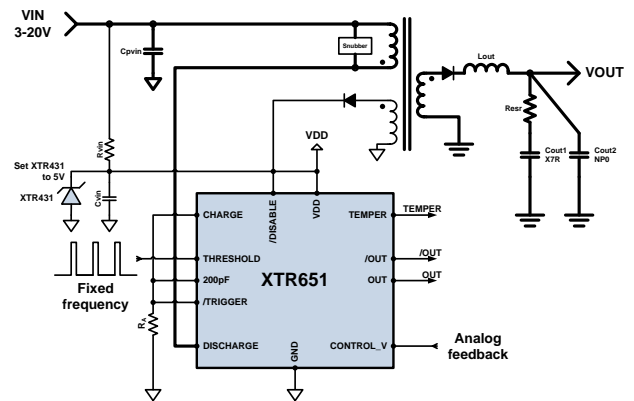 VIN
3-20V
Cpvin
Snubber
Lout
VOUT
Resr
Cout1
X7R
Cout2
NP0
Rvin
VDD
Set XTR431
to 5V
XTR431
Cvin
CHARGE
/DISABLE
VDD
TEMPER
TEMPER
THRESHOLD
/OUT
/OUT
200pF
XTR651
OUT
OUT
Fixed
frequency
/TRIGGER
RA
DISCHARGE
GND
CONTROL_V
Analog
feedback